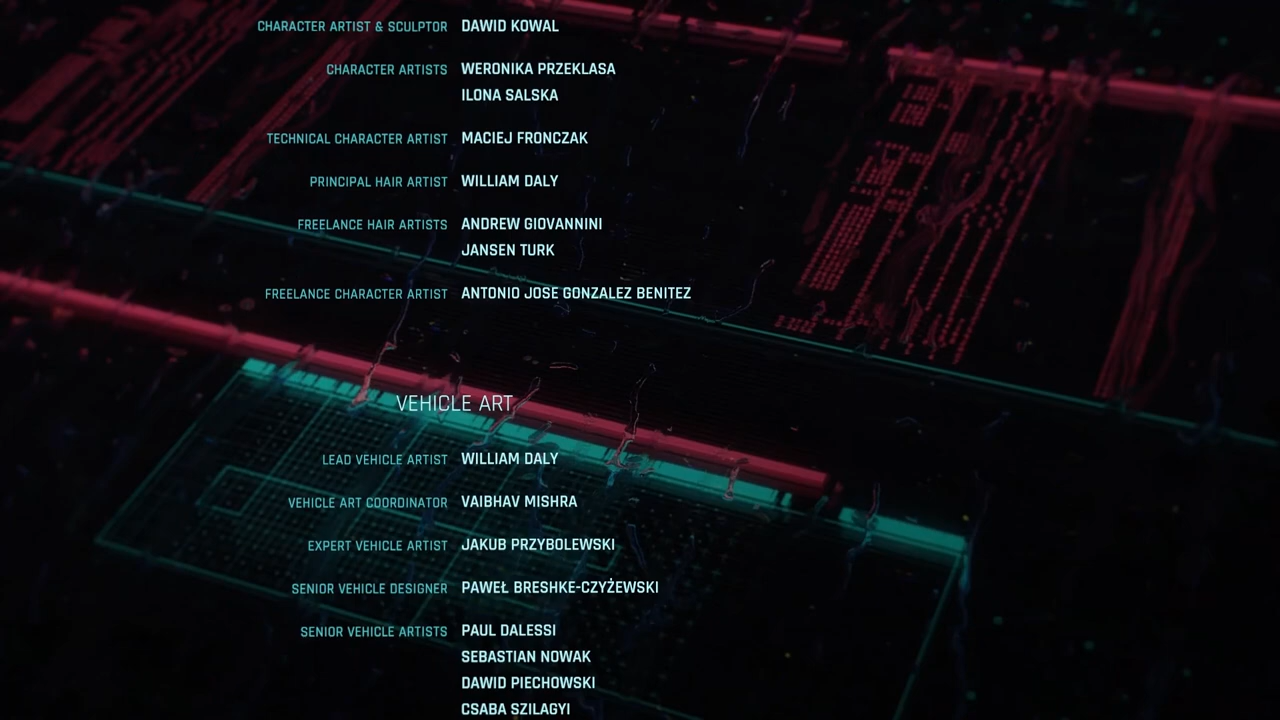 CHARACTER ARTIST & SCULPTOR DAWID KOWAL
CHARACTER ARTISTS WERONIKA PRZEKLASA
ILONA SALSKA
TECHNICAL CHARACTER ARTIST MACIEJ FRONCZAK
PRINCIPAL HAIR ARTIST WILLIAM DALY
FREELANCE HAIR ARTISTS ANDREW GIOVANNINI
JANSEN TURK
FREELANCE CHARACTER ARTIST ANTONIO JOSE GONZALEZ BENITEZ
VEHICLE ART
LEAD VEHICLE ARTIST WILLIAM DALY
VEHICLE ART COORDINATOR VAIBHAV MISHRA
EXPERT VEHICLE ARTIST JAKUB PRZYBOLEWSKI
SENIOR VEHICLE DESIGNER PAWEŁ BRESHKE-CZYŻEWSKI
SENIOR VEHICLE ARTISTS PAUL DALESSI
SEBASTIAN NOWAK
DAWID PIECHOWSKI
CSABA SZILAGYI